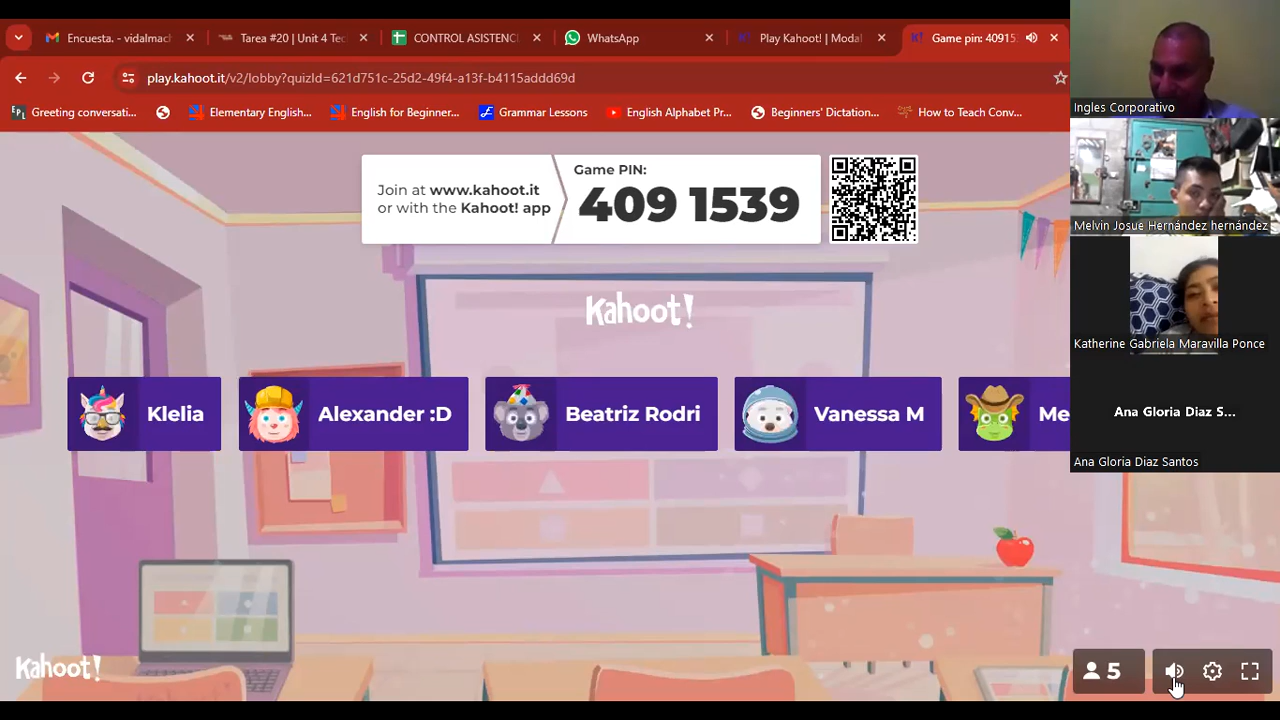 Encuesta. - vidalmach
Tarea #20 | Unit 4 Tec
CONTROL ASISTENCI
WhatsApp
Play Kahoot! | Modal
Game pin: 40915
play.kahoot.it/v2/lobby?quizId=621d751c-25d2-49f4-a13f-b4115addd69d
Greeting conversati...
Elementary English...
English for Beginner...
Grammar Lessons
English Alphabet Pr...
Beginners' Dictation...
How to Teach Conv...
Join at www.kahoot.it
or with the Kahoot! app
Game PIN:
409 1539
Kahoot!
Klelia
Alexander :D
Beatriz Rodri
Vanessa M
Me
Kahoot!
5
Ingles Corporativo
Melvin Josue Hernández hernández
Katherine Gabriela Maravilla Ponce
Ana Gloria Diaz S...
Ana Gloria Diaz Santos